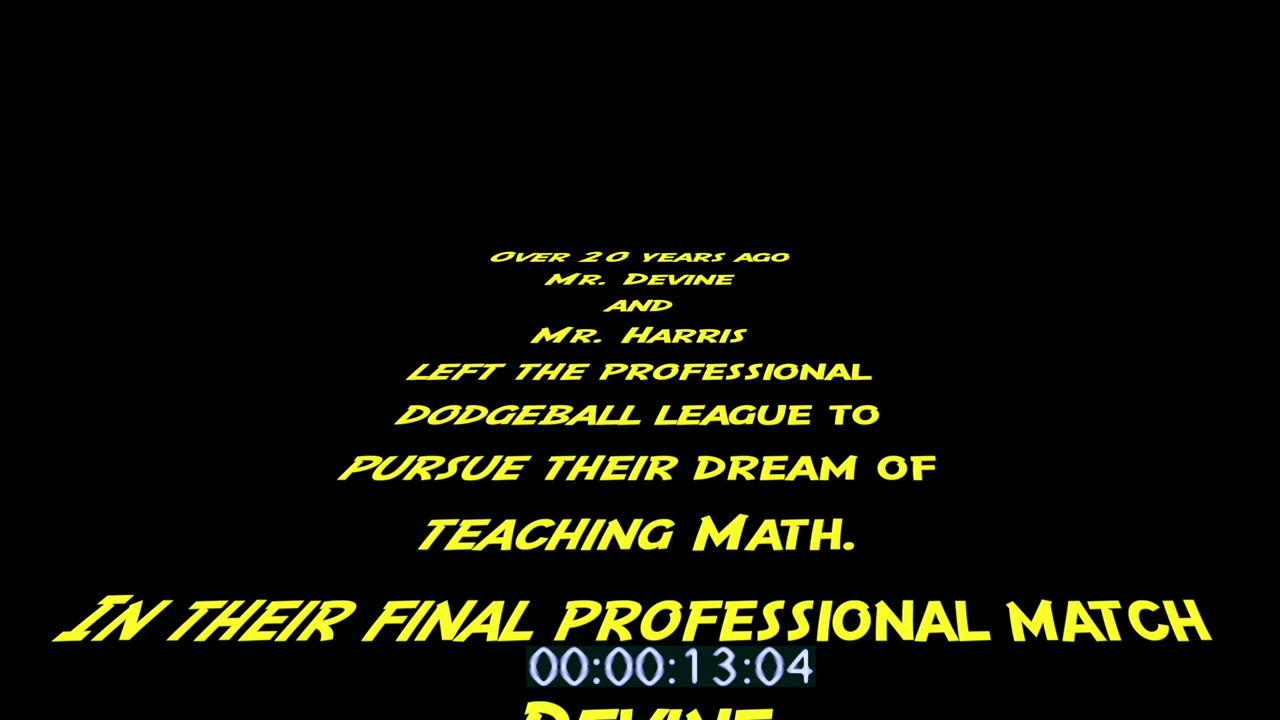 Over 20 years ago
Mr. Devine
and
Mr. Harris
left the professional
dodgeball league to
pursue their dream of
teaching Math.
In their final professional match
00:00:13:04
Devine